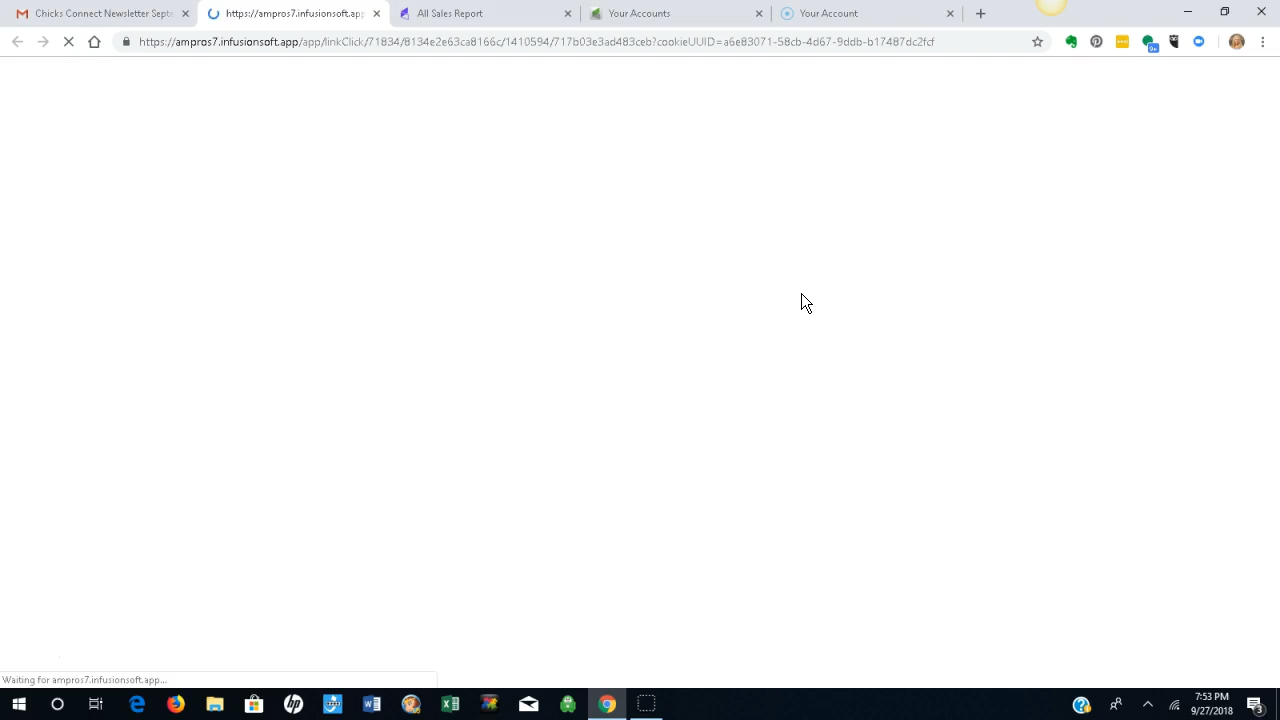 Chicks Connect Newsletter Septe
https://ampros7.infusionsoft.app
All Sales Report
Your Accounts
Your Account
https://ampros7.infusionsoft.app/app/linkClick/71834/8134e2e63ca8166c/1410594/717b03e3ad483ceb?cookieUUID=a6e83071-58cb-4d67-9ddb-b17487dc2fcf
9+
Waiting for ampros7.infusionsoft.app...
7:53 PM
9/27/2018
3